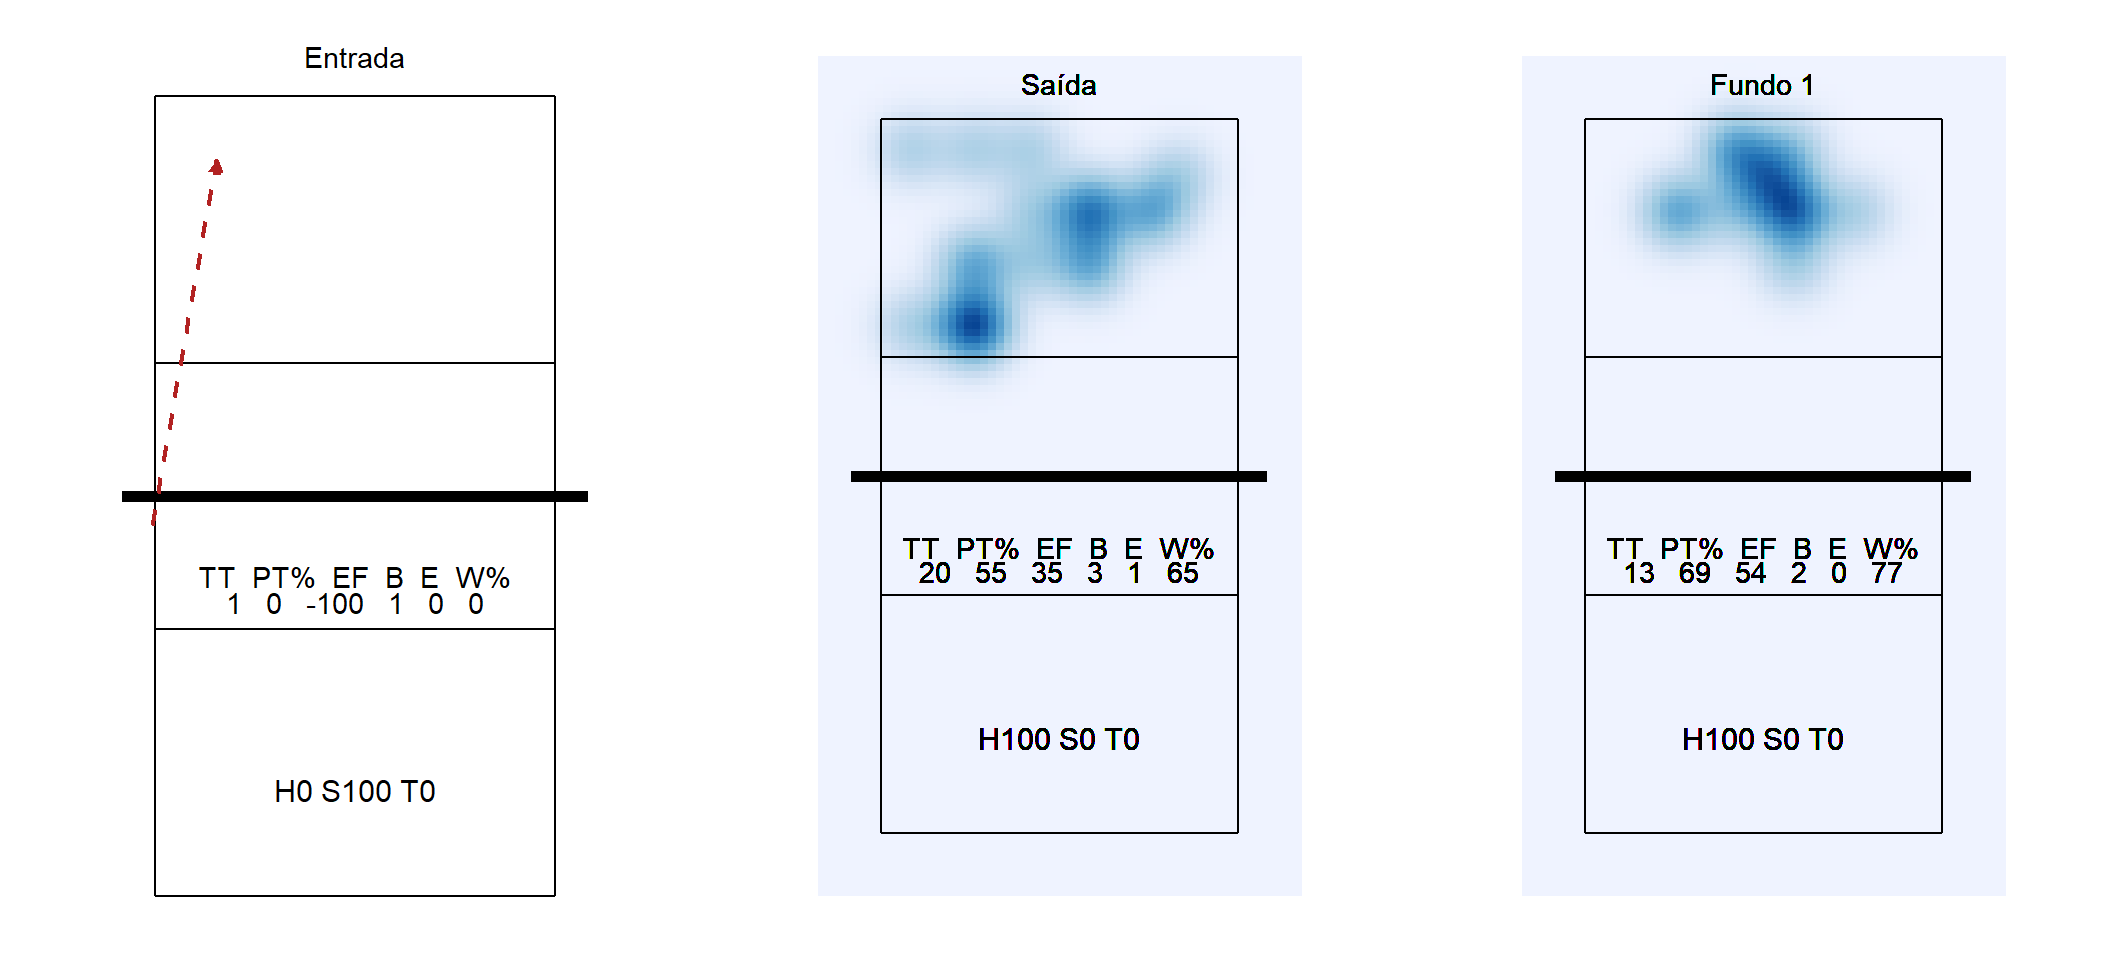 Entrada
TT PT% EF B E W%
1 0 -100 1 0 0
H0 S100 T0
Saída
TT PT% EF B E W%
20 55 35 3 1 65
H100 S0 T0
Fundo 1
TT PT% EF B E W%
13 69 54 2 0 77
H100 S0 T0